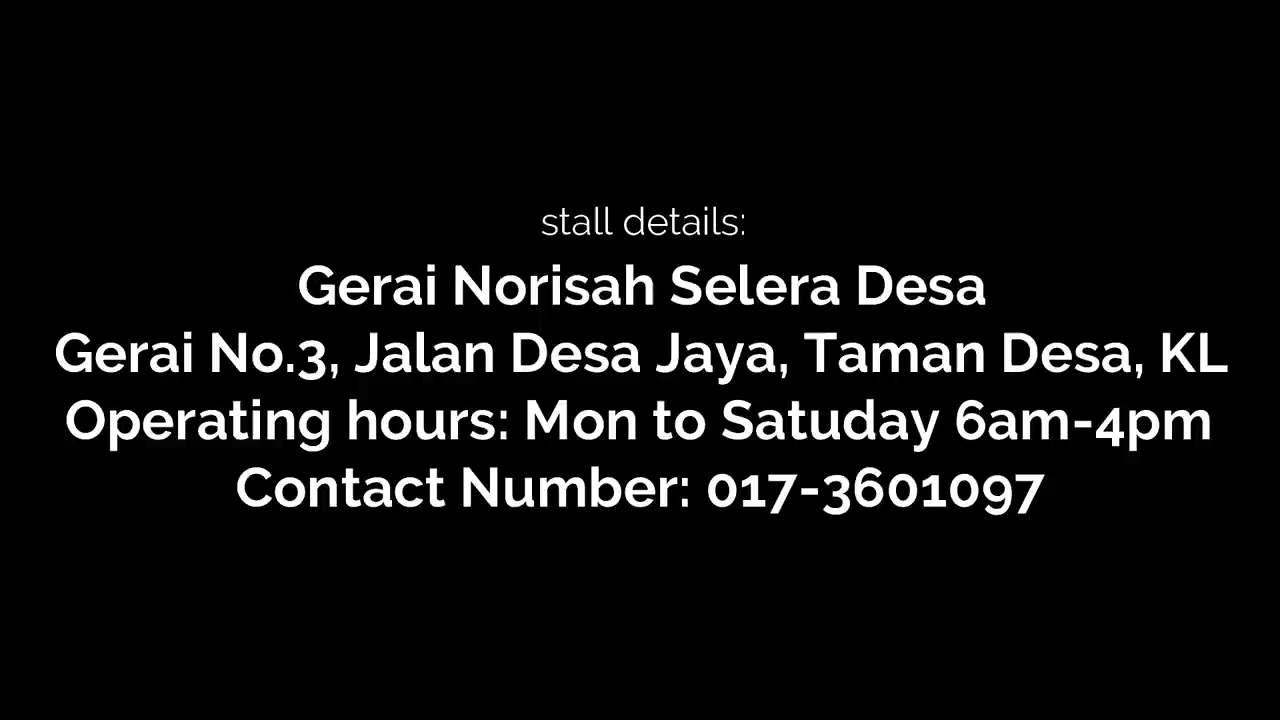 stall details:
Gerai Norisah Selera Desa
Gerai No.3, Jalan Desa Jaya, Taman Desa, KL
Operating hours: Mon to Satuday 6am-4pm
Contact Number: 017-3601097